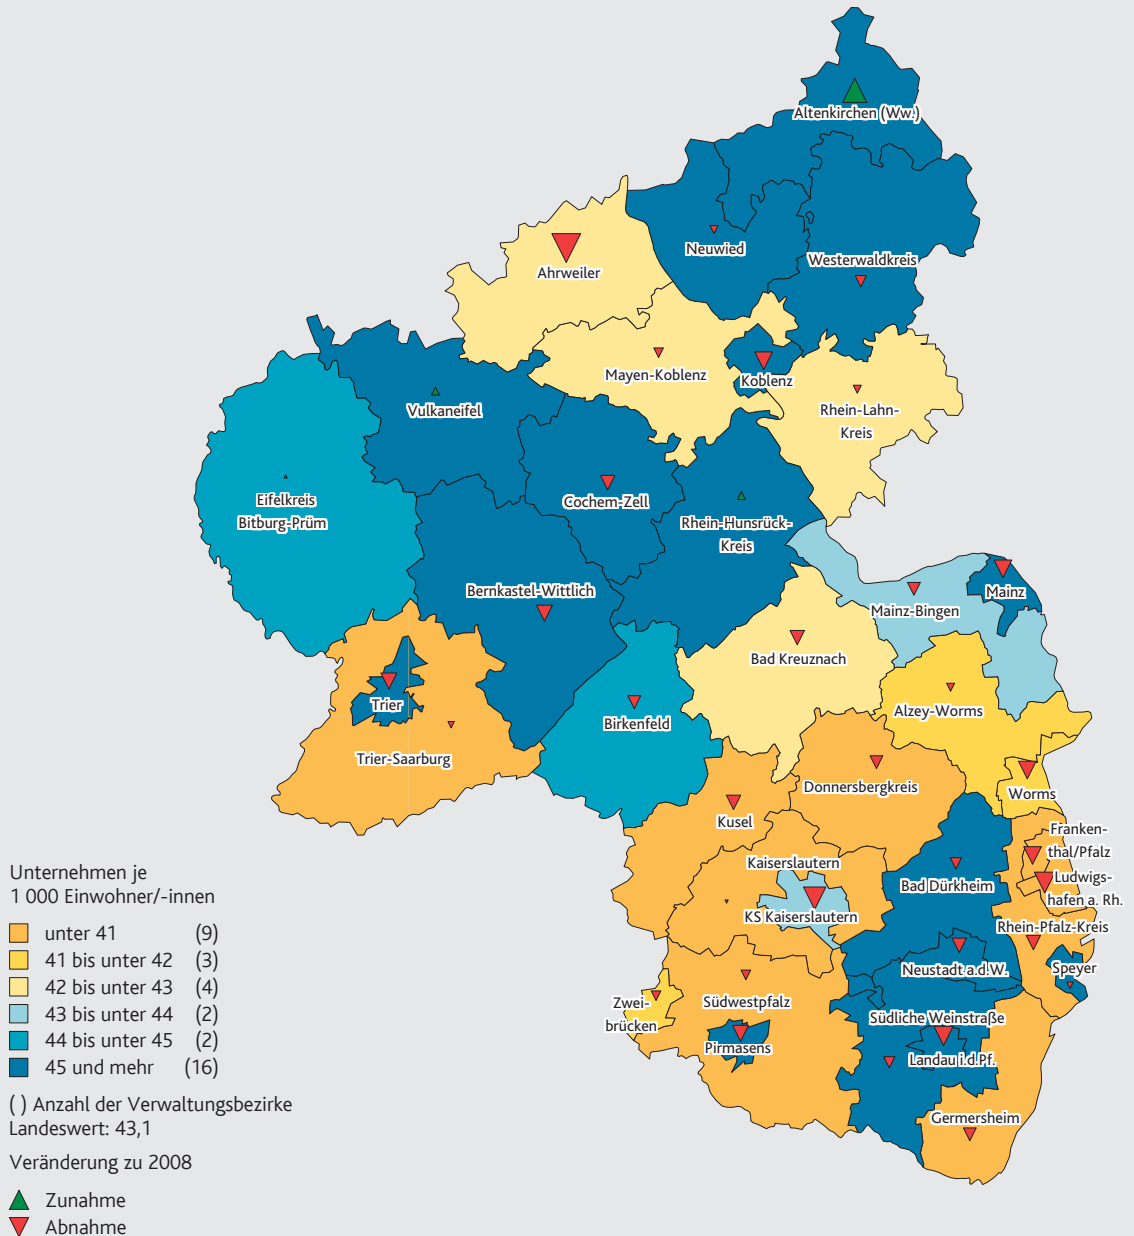 Altenkirchen (Ww.)
Neuwied
Westerwaldkreis
Ahrweiler
Mayen-Koblenz
Koblenz
Rhein-Lahn-
Kreis
Vulkaneifel
Cochem-Zell
Rhein-Hunsrück-
Kreis
Eifelkreis
Bitburg-Prüm
Bernkastel-Wittlich
Mainz
Mainz-Bingen
Bad Kreuznach
Trier
Birkenfeld
Alzey-Worms
Trier-Saarburg
Donnersbergkreis
Worms
Kusel
Franken-
thal/Pfalz
Kaiserslautern
Bad Dürkheim
Ludwigs-
hafen a. Rh.
KS Kaiserslautern
Rhein-Pfalz-Kreis
Neustadt a.d.W.
Speyer
Zwei-
brücken
Südwestpfalz
Südliche Weinstraße
Pirmasens
Landau i.d.Pf.
Germersheim
Unternehmen je
1 000 Einwohner/-innen
unter 41 (9)
41 bis unter 42 (3)
42 bis unter 43 (4)
43 bis unter 44 (2)
44 bis unter 45 (2)
45 und mehr (16)
( ) Anzahl der Verwaltungsbezirke
Landeswert: 43,1
Veränderung zu 2008
Zunahme
Abnahme